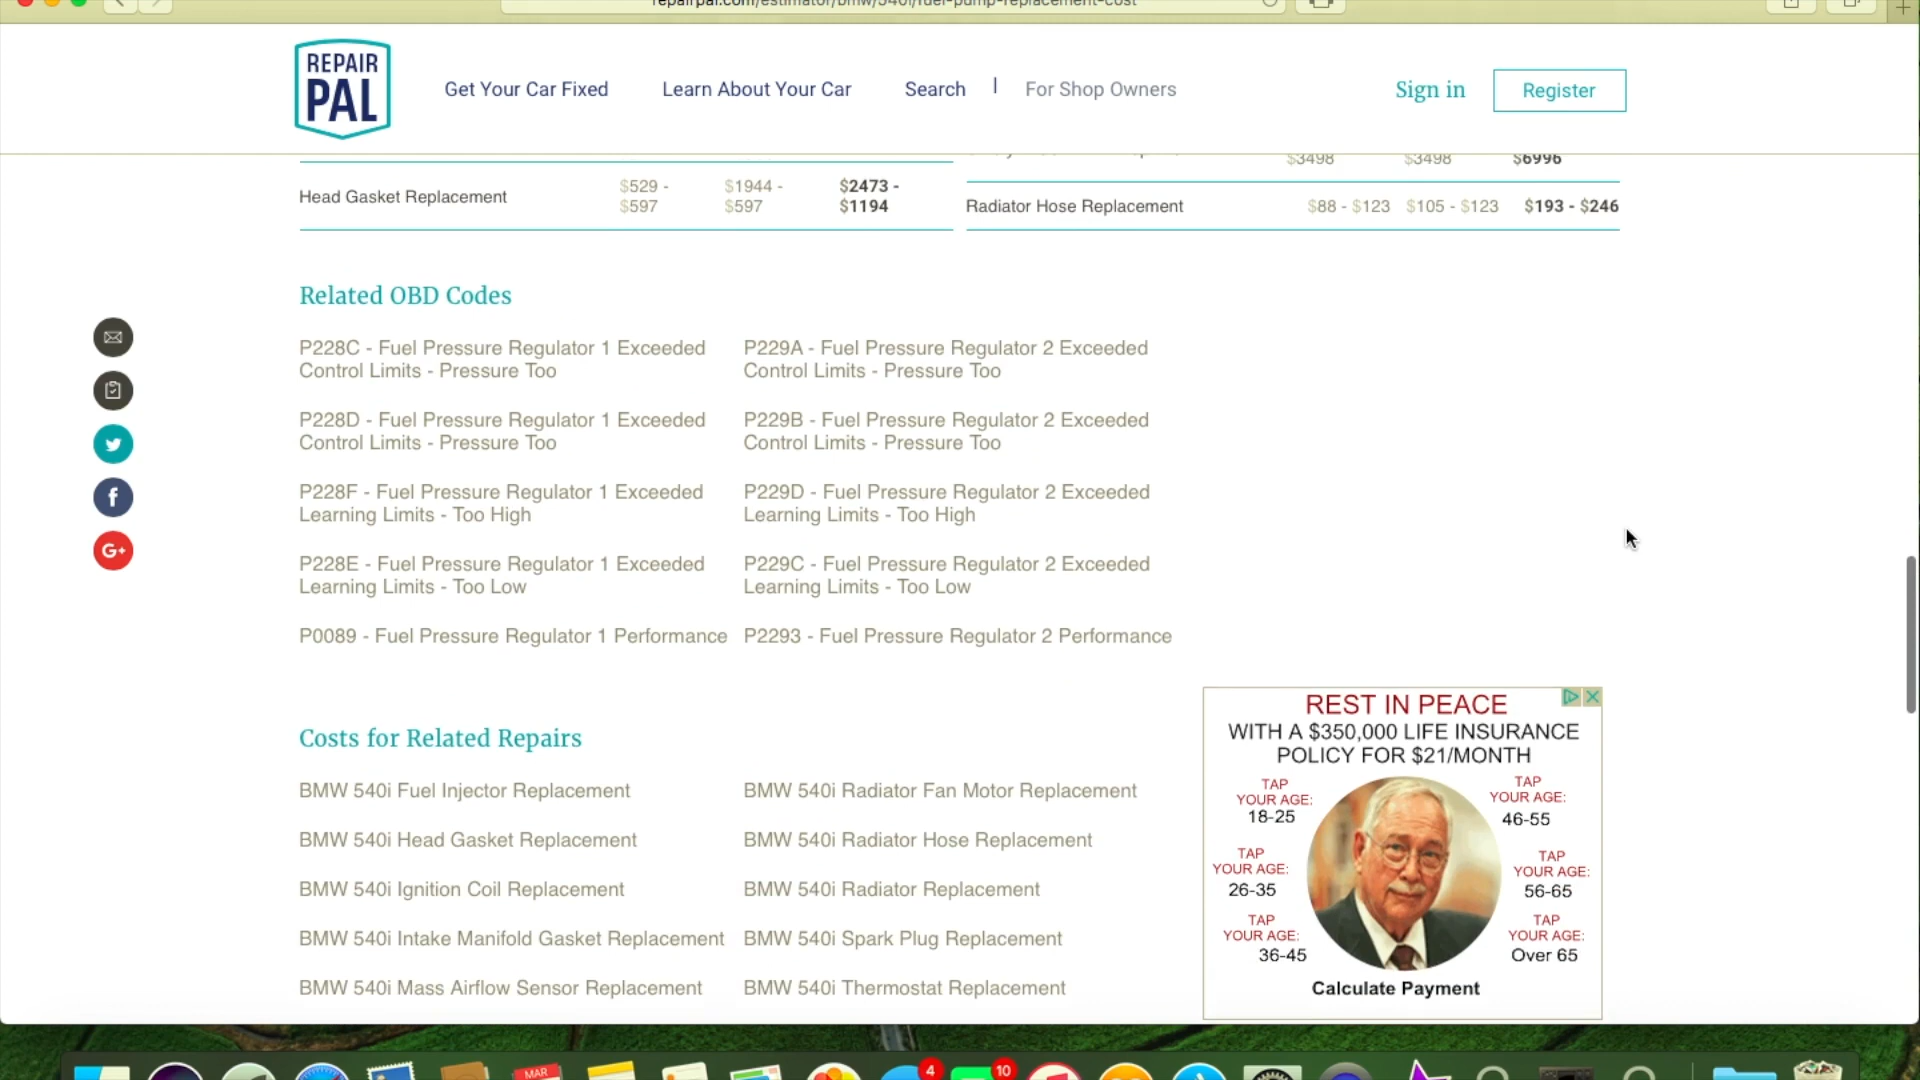 repairpal.com/estimator/bmw/540i/fuel-pump-replacement-cost
REPAIR
PAL
Get Your Car Fixed
Learn About Your Car
Search
|
For Shop Owners
Sign in
Register
$3498
$3498
$6996
Head Gasket Replacement
$529 -
$597
$1944 -
$597
$2473 -
$1194
Radiator Hose Replacement
$88 - $123
$105 - $123
$193 - $246
Related OBD Codes
P228C - Fuel Pressure Regulator 1 Exceeded
Control Limits - Pressure Too
P229A - Fuel Pressure Regulator 2 Exceeded
Control Limits - Pressure Too
P228D - Fuel Pressure Regulator 1 Exceeded
Control Limits - Pressure Too
P229B - Fuel Pressure Regulator 2 Exceeded
Control Limits - Pressure Too
P228F - Fuel Pressure Regulator 1 Exceeded
Learning Limits - Too High
P229D - Fuel Pressure Regulator 2 Exceeded
Learning Limits - Too High
P228E - Fuel Pressure Regulator 1 Exceeded
Learning Limits - Too Low
P229C - Fuel Pressure Regulator 2 Exceeded
Learning Limits - Too Low
P0089 - Fuel Pressure Regulator 1 Performance
P2293 - Fuel Pressure Regulator 2 Performance
f
G+
Costs for Related Repairs
BMW 540i Fuel Injector Replacement
BMW 540i Radiator Fan Motor Replacement
BMW 540i Head Gasket Replacement
BMW 540i Radiator Hose Replacement
BMW 540i Ignition Coil Replacement
BMW 540i Radiator Replacement
BMW 540i Intake Manifold Gasket Replacement
BMW 540i Spark Plug Replacement
BMW 540i Mass Airflow Sensor Replacement
BMW 540i Thermostat Replacement
REST IN PEACE
WITH A $350,000 LIFE INSURANCE
POLICY FOR $21/MONTH
TAP
YOUR AGE:
18-25
TAP
YOUR AGE:
46-55
TAP
YOUR AGE:
26-35
TAP
YOUR AGE:
56-65
TAP
YOUR AGE:
36-45
TAP
YOUR AGE:
Over 65
Calculate Payment
MAR
4
10